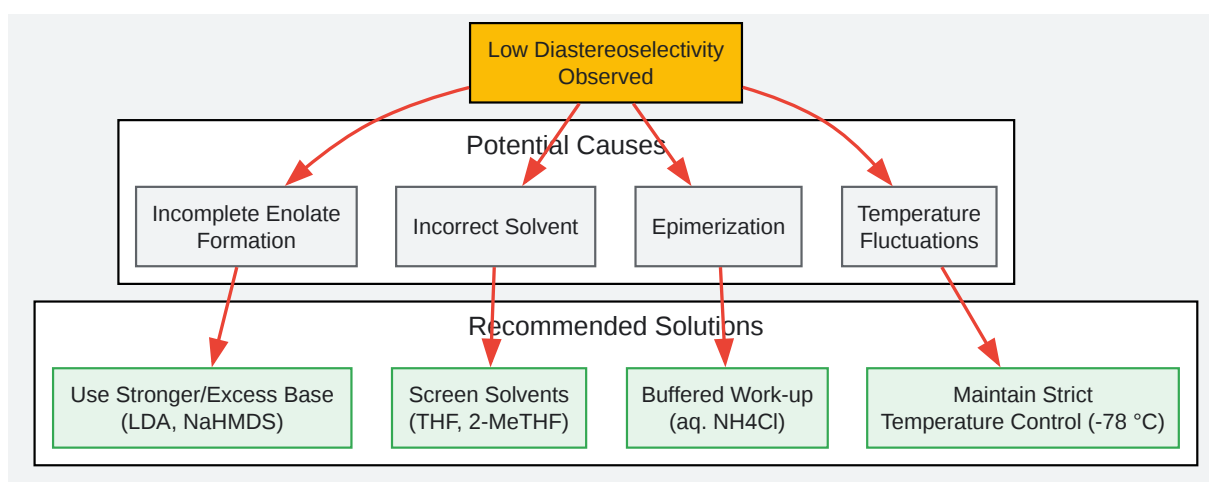 Low Diastereoselectivity
Observed
Potential Causes
Incomplete Enolate
Formation
Incorrect Solvent
Epimerization
Temperature
Fluctuations
Recommended Solutions
Use Stronger/Excess Base
(LDA, NaHMDS)
Screen Solvents
(THF, 2-MeTHF)
Buffered Work-up
(aq. NH4Cl)
Maintain Strict
Temperature Control (-78 °C)